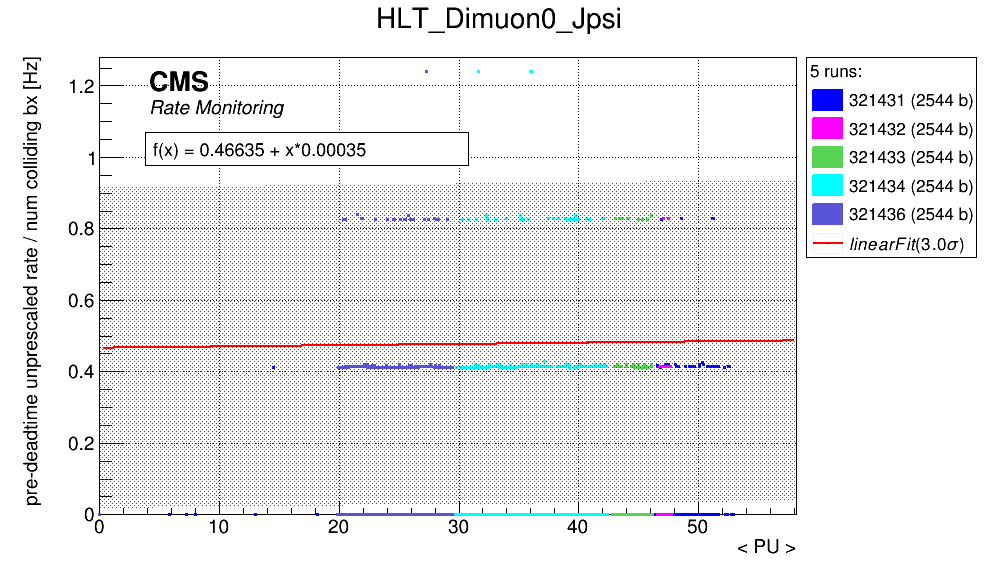 HLT_Dimuon0_Jpsi
pre-deadtime unprescaled rate / num colliding bx [Hz]
CMS
Rate Monitoring
f(x) = 0.46635 + x*0.00035
1.2
1
0.8
0.6
0.4
0.2
0
0 10 20 30 40 50
< PU >
5 runs:
321431 (2544 b)
321432 (2544 b)
321433 (2544 b)
321434 (2544 b)
321436 (2544 b)
linearFit(3.0σ)